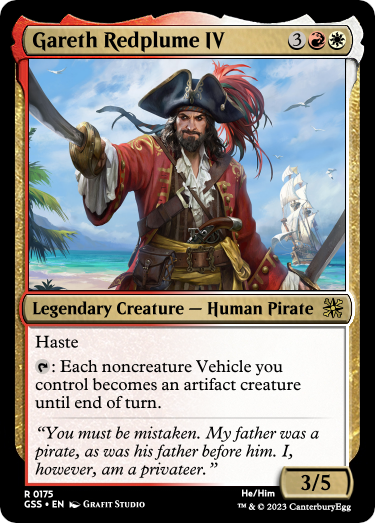 Gareth Redplume IV 3
Legendary Creature — Human Pirate
Haste
: Each noncreature Vehicle you
control becomes an artifact creature
until end of turn.
“You must be mistaken. My father was a
pirate, as was his father before him. I,
however, am a privateer.”
3/5
R 0175
GSS • EN Grafit Studio
He/Him
™ & © 2023 CanterburyEgg